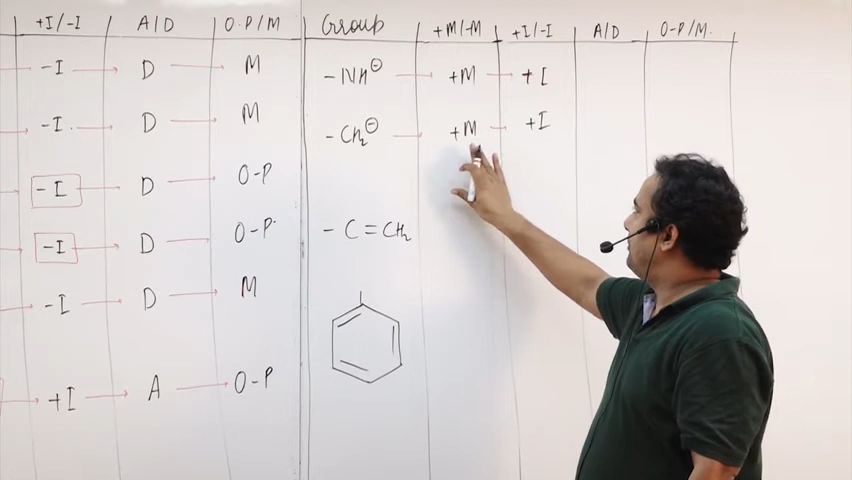 +I/-I A/D O.P/M Group +M/-M +I/-I A/D O-P/M.
-I D M -NH⊖ +M +I
-I. D M -CH₂⊖ +M +I
-I D O-P
-I D O-P. -C=CH₂
-I D M
+I A O-P